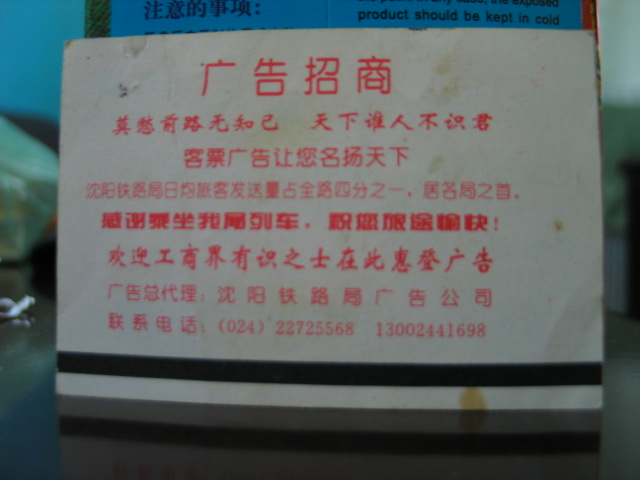 注意的事项:
product should be kept in cold
广告招商
莫愁前路无知己 天下谁人不识君
客票广告让您名扬天下
沈阳铁路局日均旅客发送量占全路四分之一，居各局之首。
感谢乘坐我局列车，祝您旅途愉快！
欢迎工商界有识之士在此惠登广告
广告总代理：沈阳铁路局广告公司
联系电话：(024) 22725568 13002441698